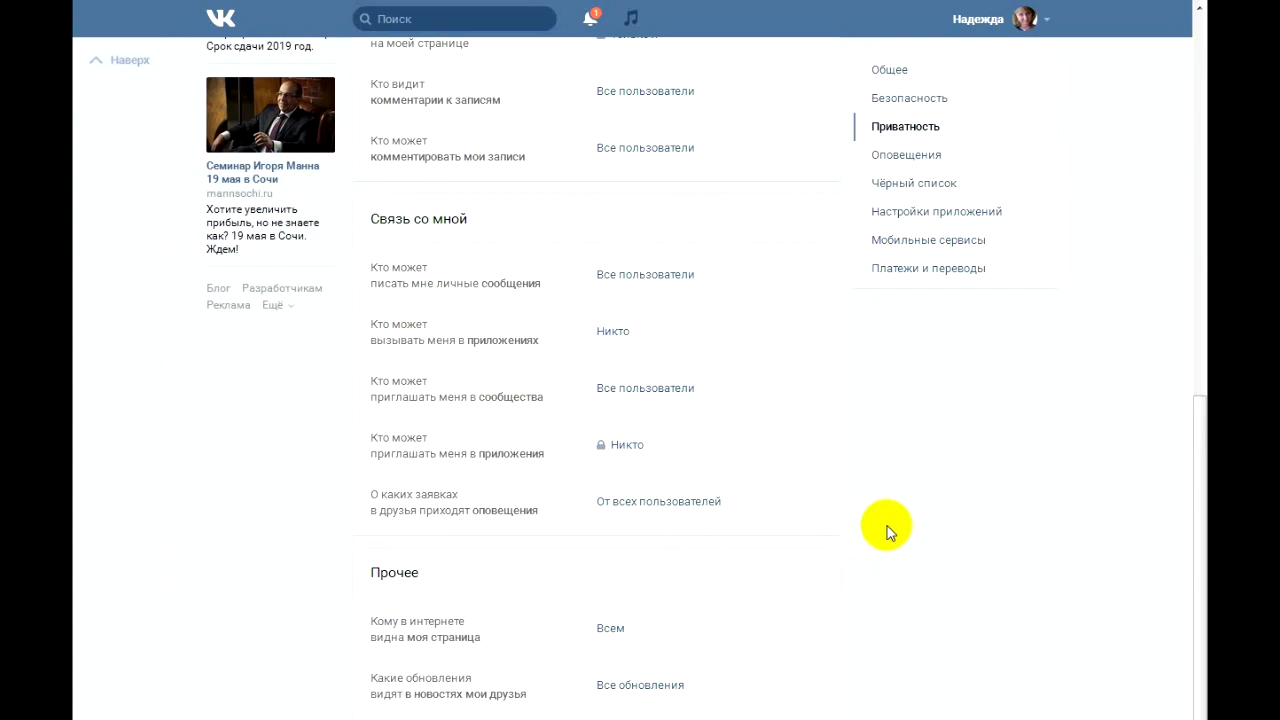 Поиск
1
Надежда
Наверх
Срок сдачи 2019 год.
Семинар Игоря Манна
19 мая в Сочи
mannsochi.ru
Хотите увеличить
прибыль, но не знаете
как? 19 мая в Сочи.
Ждем!
Блог Разработчикам
Реклама Ещё
на моей странице
Кто видит
комментарии к записям
Все пользователи
Кто может
комментировать мои записи
Все пользователи
Связь со мной
Кто может
писать мне личные сообщения
Все пользователи
Кто может
вызывать меня в приложениях
Никто
Кто может
приглашать меня в сообщества
Все пользователи
Кто может
приглашать меня в приложения
Никто
О каких заявках
в друзья приходят оповещения
От всех пользователей
Прочее
Кому в интернете
видна моя страница
Всем
Какие обновления
видят в новостях мои друзья
Все обновления
Общее
Безопасность
Приватность
Оповещения
Чёрный список
Настройки приложений
Мобильные сервисы
Платежи и переводы